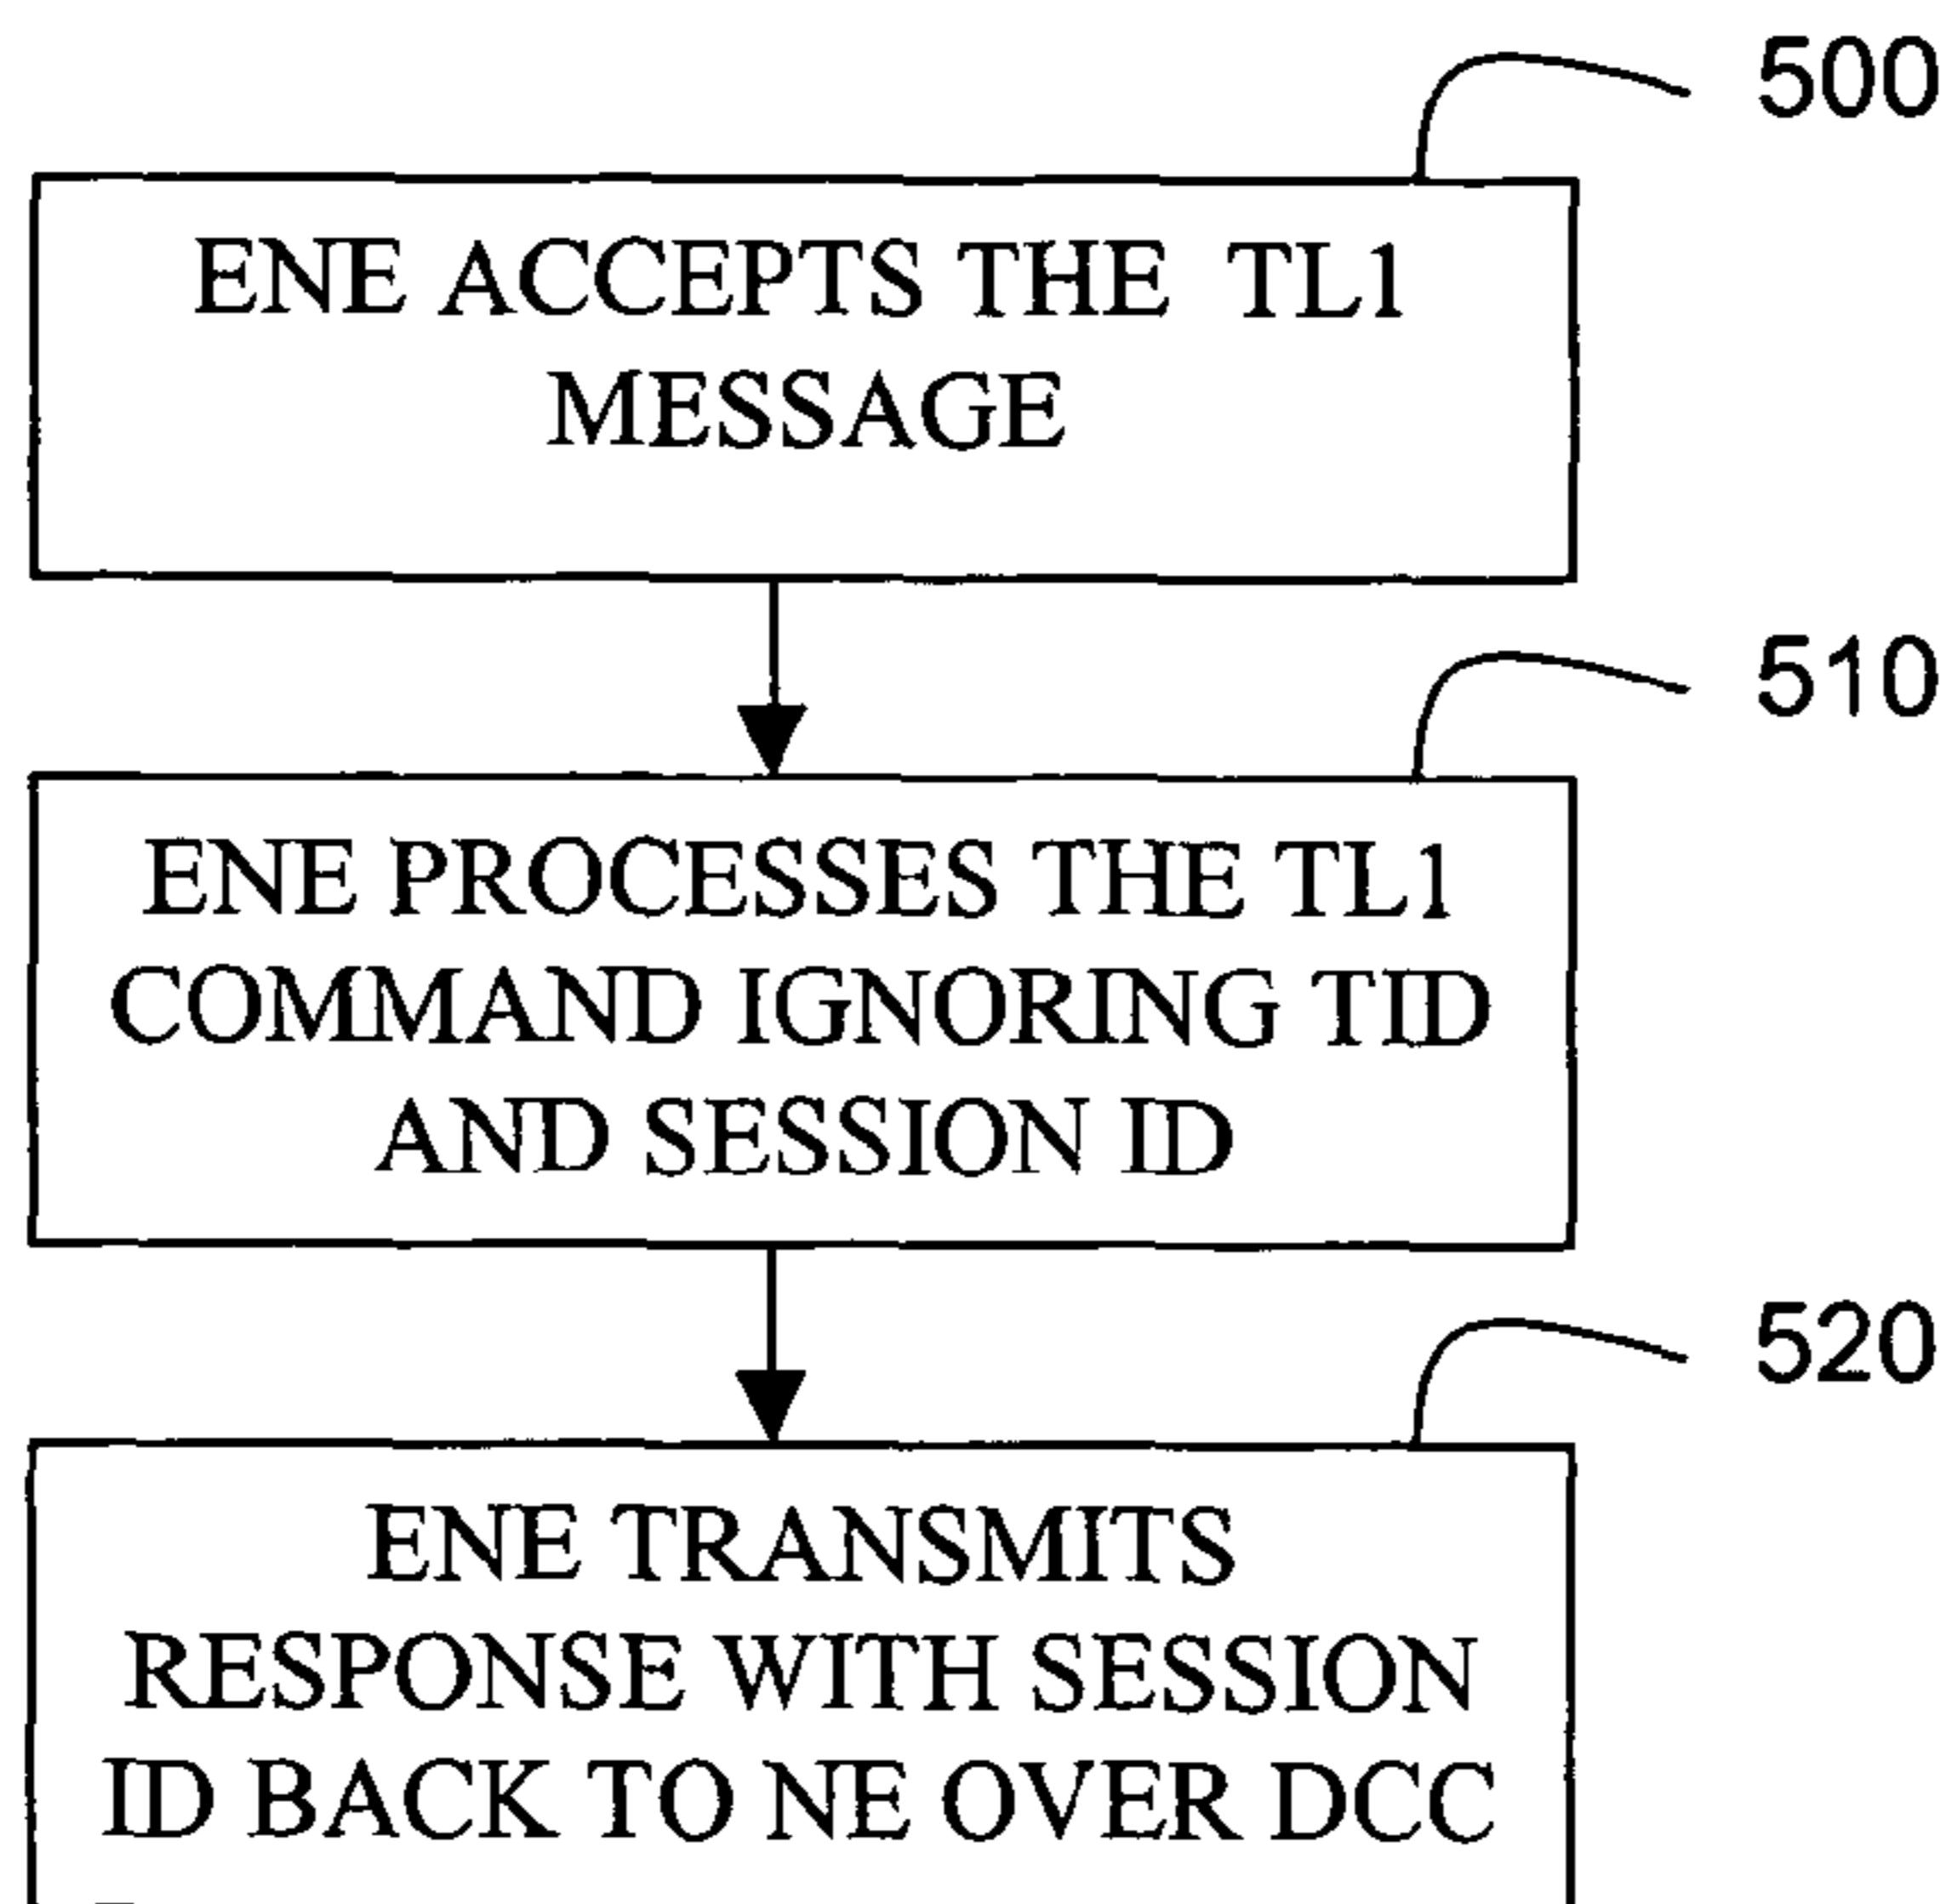 500
ENE ACCEPTS THE TL1
MESSAGE
510
ENE PROCESSES THE TL1
COMMAND IGNORING TID
AND SESSION ID
520
ENE TRANSMITS
RESPONSE WITH SESSION
ID BACK TO NE OVER DCC